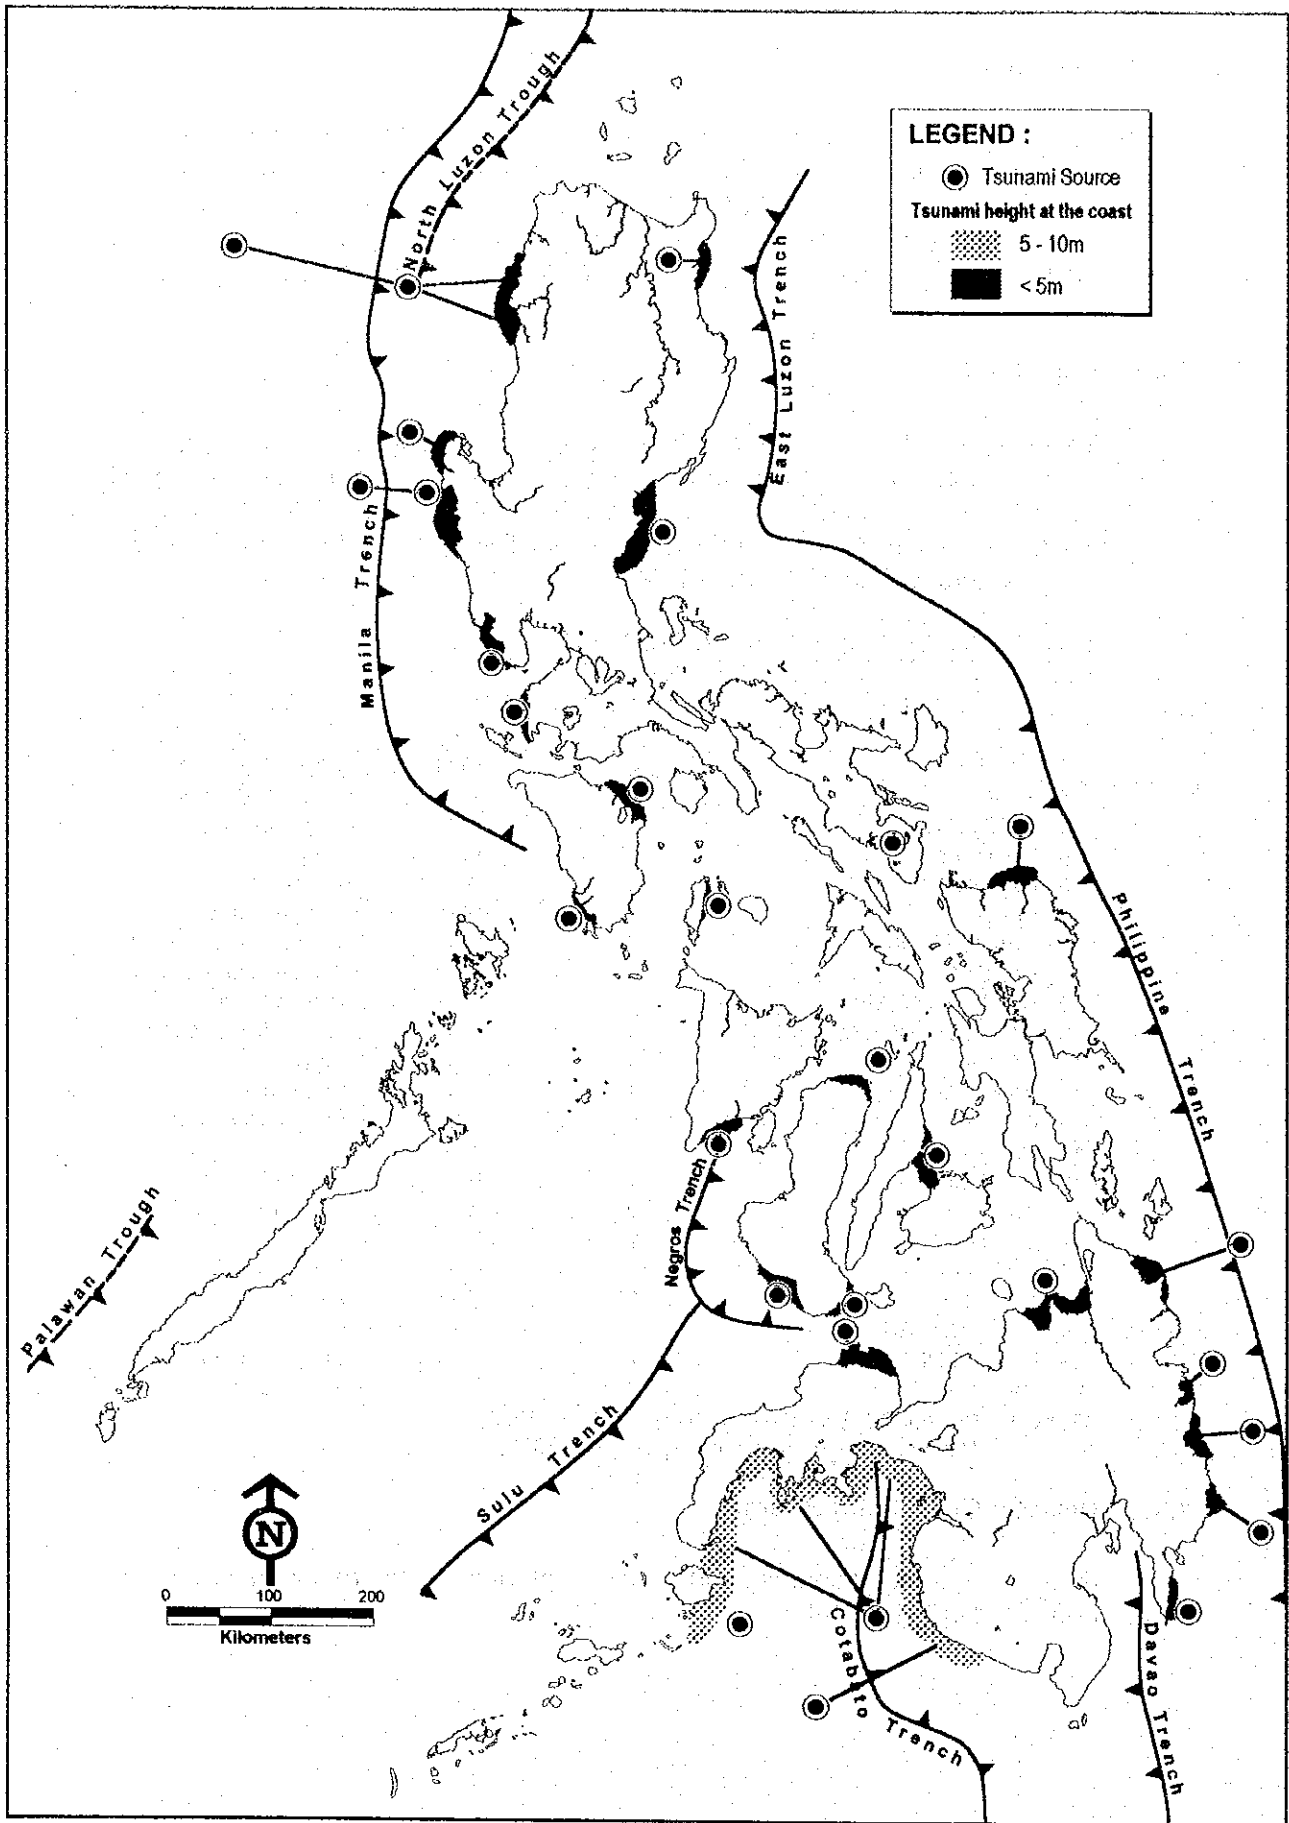 North Luzon Trough
LEGEND :
Tsunami Source
Tsunami height at the coast
5 - 10m
< 5m
East Luzon Trench
Manila Trench
Philippine Trench
Negros Trench
Palawan Trough
Sulu Trench
N
0 100 200
Kilometers
Cotabato Trench
Davao Trench